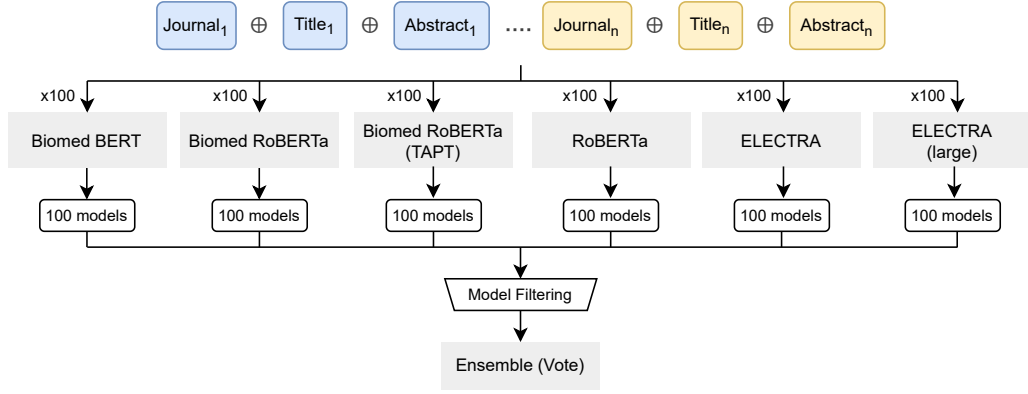 Journal₁ ⊕ Title₁ ⊕ Abstract₁ .... Journalₙ ⊕ Titleₙ ⊕ Abstractₙ
x100 x100 x100 x100 x100 x100
Biomed BERT
Biomed RoBERTa
Biomed RoBERTa
(TAPT)
RoBERTa
ELECTRA
ELECTRA
(large)
100 models 100 models 100 models 100 models 100 models 100 models
Model Filtering
Ensemble (Vote)